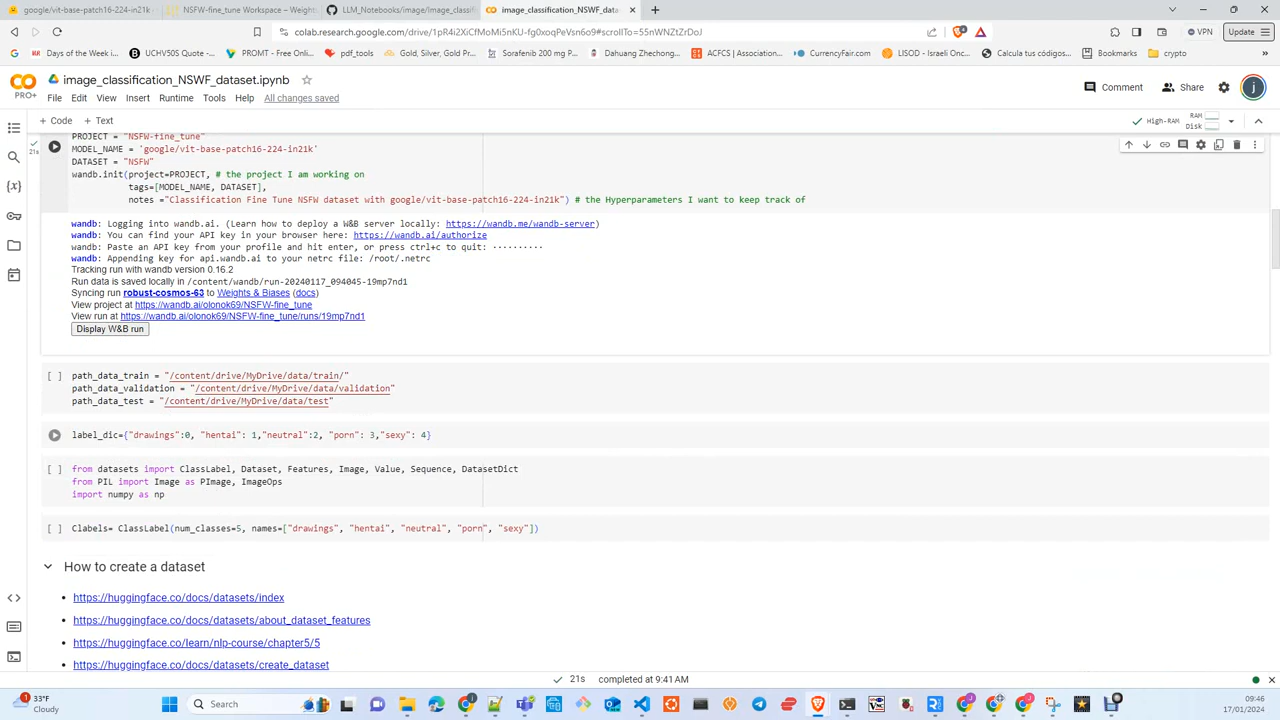 google/vit-base-patch16-224-in21k
NSFW-fine_tune Workspace – Weight
LLM_Notebooks/image/image_classif
image_classification_NSWF_data
colab.research.google.com/drive/1pR4i2XiCfMoMi5nKU-fg0xoqPeVsn6o9#scrollTo=55nWNZtZrDoJ
VPN
Update
Days of the Week i...
UCHV50S Quotes
PROMT - Online...
pdf_tools
Gold, Silver, Gold Pr...
Sorafenib 200 mg P...
Dahuang Zhechong...
ACFCS | Association...
CurrencyFair.com
LISOD - Israeli Onco...
Calcula tus códigos...
Bookmarks
crypto
PRO+
image_classification_NSWF_dataset.ipynb
File Edit View Insert Runtime Tools Help All changes saved
Comment
Share
j
+ Code + Text
High-RAM
RAM
Disk
21s
PROJECT = "NSFW-fine_tune"
MODEL_NAME = 'google/vit-base-patch16-224-in21k'
DATASET = "NSFW"
wandb.init(project=PROJECT, # the project I am working on
tags=[MODEL_NAME, DATASET],
notes ="Classification Fine Tune NSFW dataset with google/vit-base-patch16-224-in21k") # the Hyperparameters I want to keep track of
wandb: Logging into wandb.ai. (Learn how to deploy a W&B server locally: https://wandb.me/wandb-server)
wandb: You can find your API key in your browser here: https://wandb.ai/authorize
wandb: Paste an API key from your profile and hit enter, or press ctrl+c to quit: ··········
wandb: Appending key for api.wandb.ai to your netrc file: /root/.netrc
Tracking run with wandb version 0.16.2
Run data is saved locally in /content/wandb/run-20240117_094045-19mp7nd1
Syncing run robust-cosmos-63 to Weights & Biases (docs)
View project at https://wandb.ai/olonok69/NSFW-fine_tune
View run at https://wandb.ai/olonok69/NSFW-fine_tune/runs/19mp7nd1
Display W&B run
[ ] path_data_train = "/content/drive/MyDrive/data/train/"
path_data_validation = "/content/drive/MyDrive/data/validation"
path_data_test = "/content/drive/MyDrive/data/test"
label_dic={"drawings":0, "hentai": 1,"neutral":2, "porn": 3,"sexy": 4}
[ ] from datasets import ClassLabel, Dataset, Features, Image, Value, Sequence, DatasetDict
from PIL import Image as PImage, ImageOps
import numpy as np
[ ] Clabels= ClassLabel(num_classes=5, names=["drawings", "hentai", "neutral", "porn", "sexy"])
How to create a dataset
• https://huggingface.co/docs/datasets/index
• https://huggingface.co/docs/datasets/about_dataset_features
• https://huggingface.co/learn/nlp-course/chapter5/5
• https://huggingface.co/docs/datasets/create_dataset
21s completed at 9:41 AM
33°F
Cloudy
Search
09:46
17/01/2024